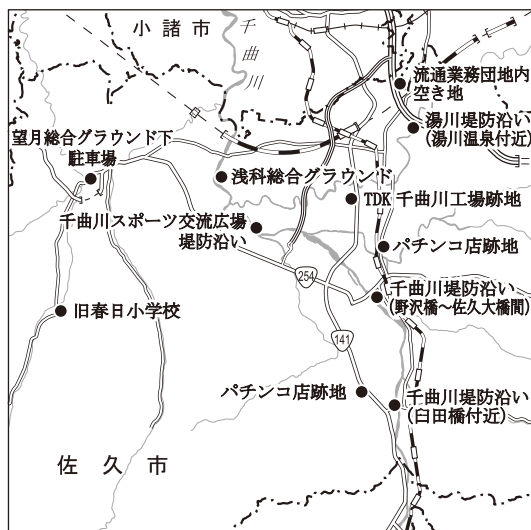 小諸市
千曲川
流通業務団地内
空き地
湯川堤防沿い
(湯川温泉付近)
望月総合グラウンド下
駐車場
浅科総合グラウンド
TDK 千曲川工場跡地
千曲川スポーツ交流広場
堤防沿い
パチンコ店跡地
254
千曲川堤防沿い
(野沢橋〜佐久大橋間)
旧春日小学校
141
パチンコ店跡地
千曲川堤防沿い
(臼田橋付近)
佐久市